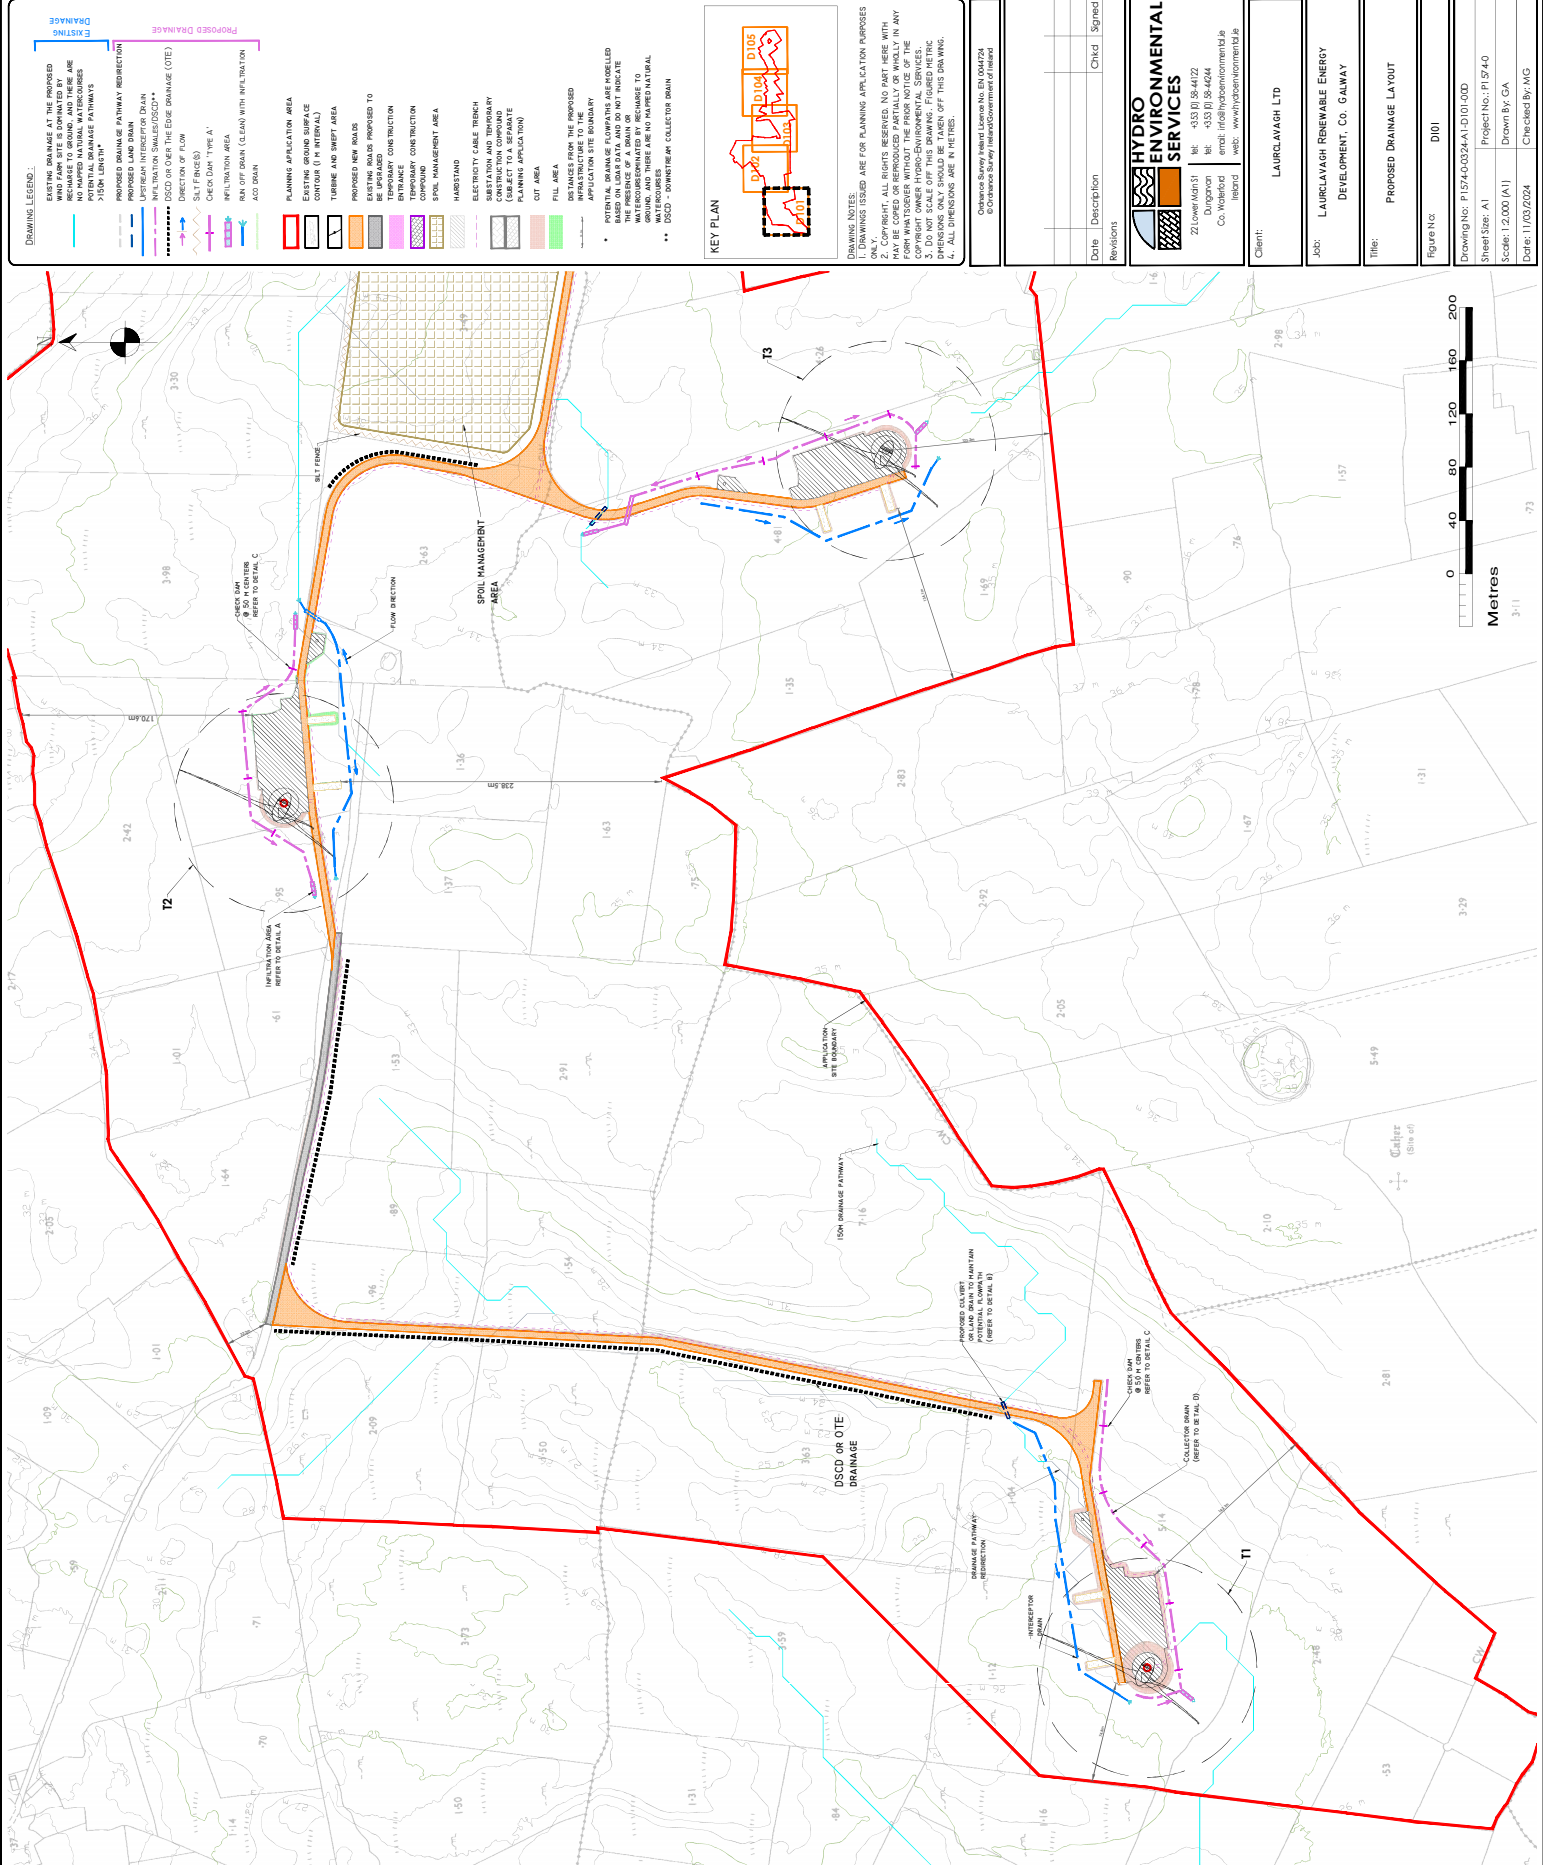 DRAWING LEGEND:
EXISTING DRAINAGE
PROPOSED DRAINAGE
EXISTING DRAINAGE AT THE PROPOSED
WIND FARM SITE IS DOMINATED BY
RECHARGE TO GROUND, AND THERE ARE
NO MAPPED NATURAL WATERCOURSES
POTENTIAL DRAINAGE PATHWAYS
>150M LENGTH*
PROPOSED DRAINAGE PATHWAY REDIRECTION
PROPOSED LAND DRAIN
UPSTREAM INTERCEPTOR DRAIN
INFILTRATION SWALES/DSCD**
DSCD OR OVER THE EDGE DRAINAGE (OTE)
DIRECTION OF FLOW
SILT FENCE(S)
CHECK DAM 'TYPE A'
INFILTRATION AREA
RUN OFF DRAIN (CLEAN) WITH INFILTRATION
ACO DRAIN
PLANNING APPLICATION AREA
EXISTING GROUND SURFACE
CONTOUR (1 M INTERVAL)
TURBINE AND SWEPT AREA
PROPOSED NEW ROADS
EXISTING ROADS PROPOSED TO
BE UPGRADED
TEMPORARY CONSTRUCTION
ENTRANCE
TEMPORARY CONSTRUCTION
COMPOUND
SPOIL MANAGEMENT AREA
HARDSTAND
ELECTRICITY CABLE TRENCH
SUBSTATION AND TEMPORARY
CONSTRUCTION COMPOUND
(SUBJECT TO A SEPARATE
PLANNING APPLICATION)
CUT AREA
FILL AREA
DISTANCES FROM THE PROPOSED
INFRASTRUCTURE TO THE
APPLICATION SITE BOUNDARY
* POTENTIAL DRAINAGE FLOWPATHS ARE MODELLED
BASED ON LIDAR DATA AND DO NOT INDICATE
THE PRESENCE OF A DRAIN OR
WATERCOURSEOMINATED BY RECHARGE TO
GROUND, AND THERE ARE NO MAPPED NATURAL
WATERCOURSES
** DSCD - DOWNSTREAM COLLECTOR DRAIN
KEY PLAN
D101
D102
D103
D104
D105
DRAWING NOTES:
1. DRAWINGS ISSUED ARE FOR PLANNING APPLICATION PURPOSES
ONLY.
2. COPYRIGHT, ALL RIGHTS RESERVED. NO PART HERE WITH
MAY BE COPIED OR REPRODUCED PARTIALLY OR WHOLLY IN ANY
FORM WHATSOEVER WITHOUT THE PRIOR NOTICE OF THE
COPYRIGHT OWNER HYDRO-ENVIRONMENTAL SERVICES.
3. DO NOT SCALE OFF THIS DRAWING. FIGURED METRIC
DIMENSIONS ONLY SHOULD BE TAKEN OFF THIS DRAWING.
4. ALL DIMENSIONS ARE IN METRES.
Ordnance Survey Ireland Licence No. EN 0044724
© Ordnance Survey Ireland/Government of Ireland
Date Description Chkd Signed
Revisions
HYDRO
ENVIRONMENTAL
SERVICES
22 Lower Main St
Dungarvan
Co. Waterford
Ireland
tel: +353 (0) 58-44122
tel: +353 (0) 58-44244
email: info@hydroenvironmental.ie
web: www.hydroenvironmental.ie
Client:
LAURCLAVAGH LTD
Job:
LAURCLAVAGH RENEWABLE ENERGY
DEVELOPMENT, CO. GALWAY
Title:
PROPOSED DRAINAGE LAYOUT
Figure No: D101
Drawing No: P1574-0-0324-A1-D101-00D
Sheet Size: A1 Project No.: P1574-0
Scale: 1:2,000 (A1) Drawn By: GA
Date: 11/03/2024 Checked By: MG
SILT FENCE
SPOIL MANAGEMENT
AREA
CHECK DAM
@ 50 M CENTERS
REFER TO DETAIL C
FLOW DIRECTION
T3
T2
170.6m
238.5m
INFILTRATION AREA
REFER TO DETAIL A
APPLICATION
SITE BOUNDARY
150M DRAINAGE PATHWAY
PROPOSED CULVERT
OR LAND DRAIN TO MAINTAIN
POTENTIAL FLOWPATH
(REFER TO DETAIL B)
CHECK DAM
@ 50 M CENTERS
REFER TO DETAIL C
COLLECTOR DRAIN
(REFER TO DETAIL D)
DSCD OR OTE
DRAINAGE
DRAINAGE PATHWAY
REDIRECTION
INTERCEPTOR
DRAIN
T1
Caher
(Site of)
CW
CW
0 40 80 120 160 200
Metres